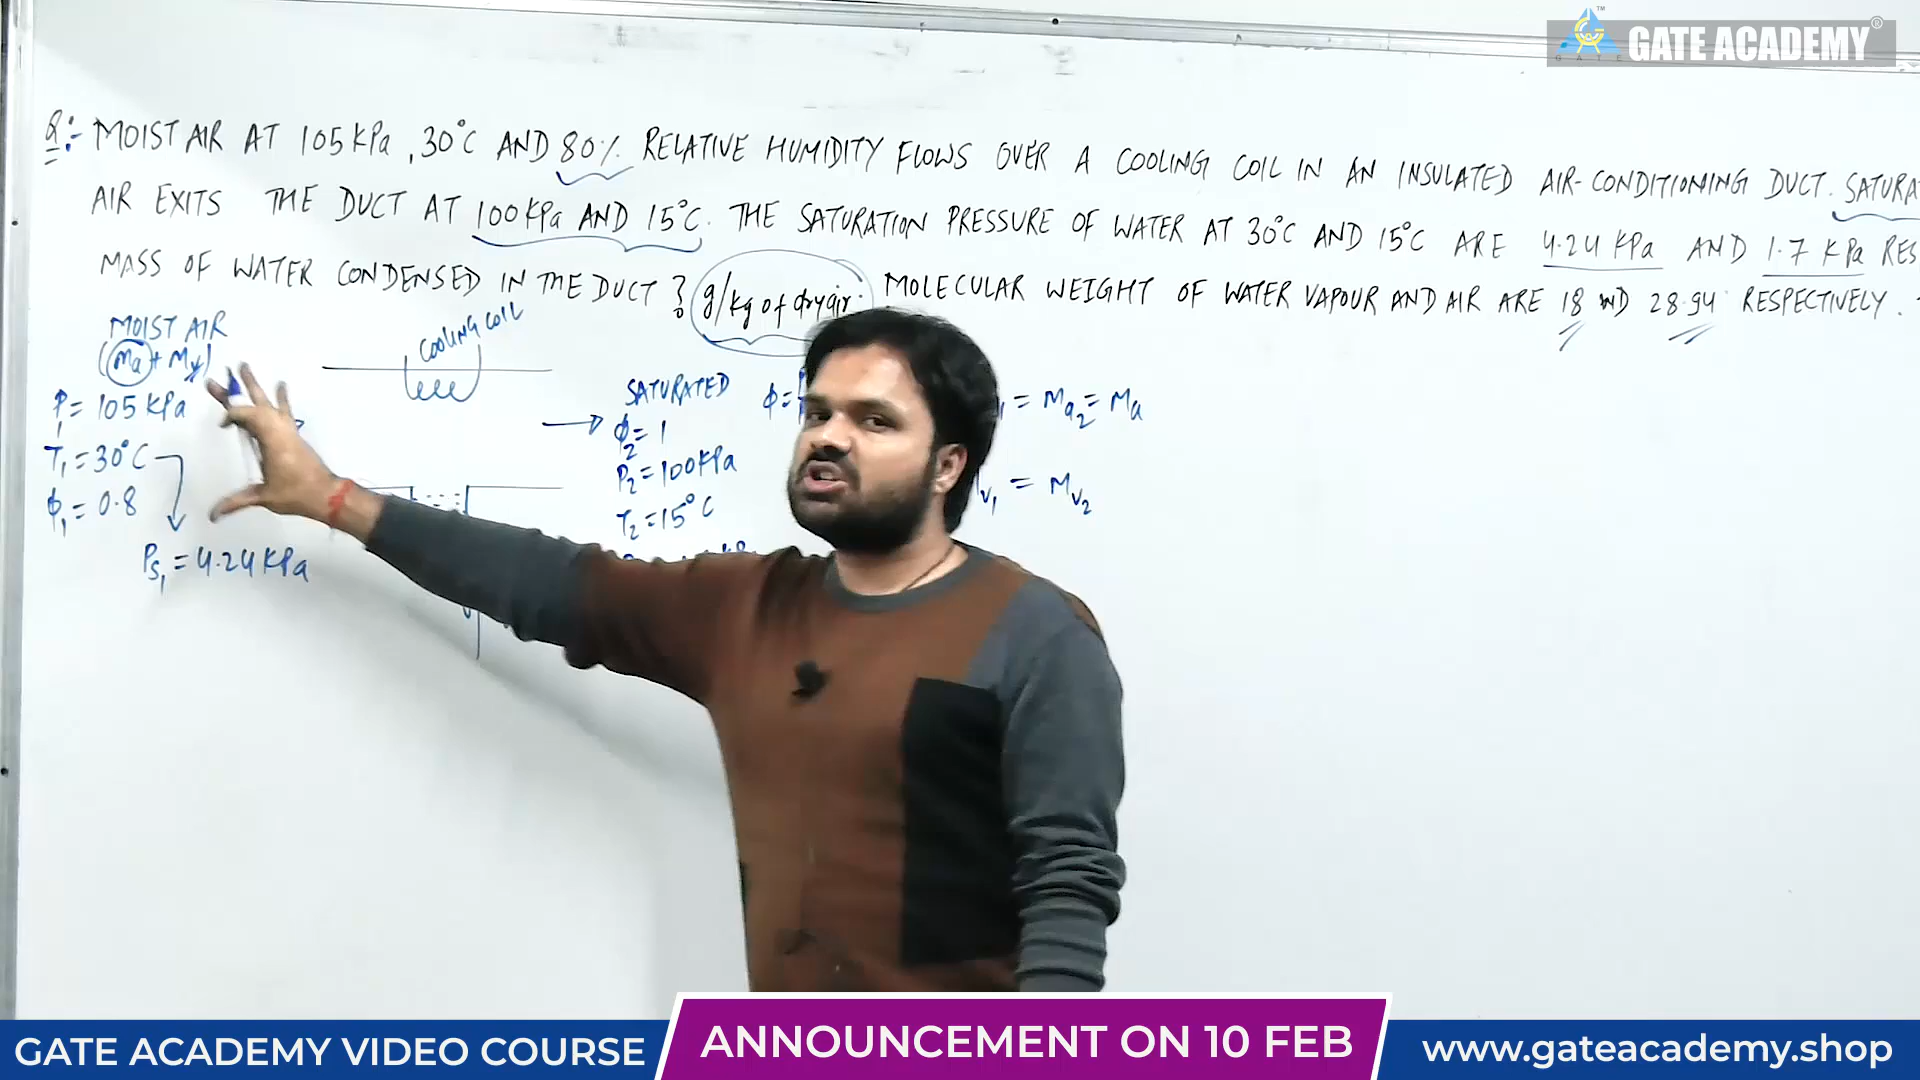 GATE ACADEMY
Q:- MOIST AIR AT 105 KPa, 30°C AND 80% RELATIVE HUMIDITY FLOWS OVER A COOLING COIL IN AN INSULATED AIR-CONDITIONING DUCT. SATURA
AIR EXITS THE DUCT AT 100 KPa AND 15°C. THE SATURATION PRESSURE OF WATER AT 30°C AND 15°C ARE 4.24 KPa AND 1.7 KPa RES
MASS OF WATER CONDENSED IN THE DUCT? g/kg of dry air. MOLECULAR WEIGHT OF WATER VAPOUR AND AIR ARE 18 AND 28.94 RESPECTIVELY.
MOIST AIR
(Ma + Mv)
P1 = 105 KPa
T1 = 30°C
ϕ1 = 0.8
Ps1 = 4.24 KPa
COOLING COIL
SATURATED
ϕ2 = 1
P2 = 100 KPa
T2 = 15°C
ϕ =
1 = Ma2 = Ma
v1 = Mv2
GATE ACADEMY VIDEO COURSE
ANNOUNCEMENT ON 10 FEB
www.gateacademy.shop